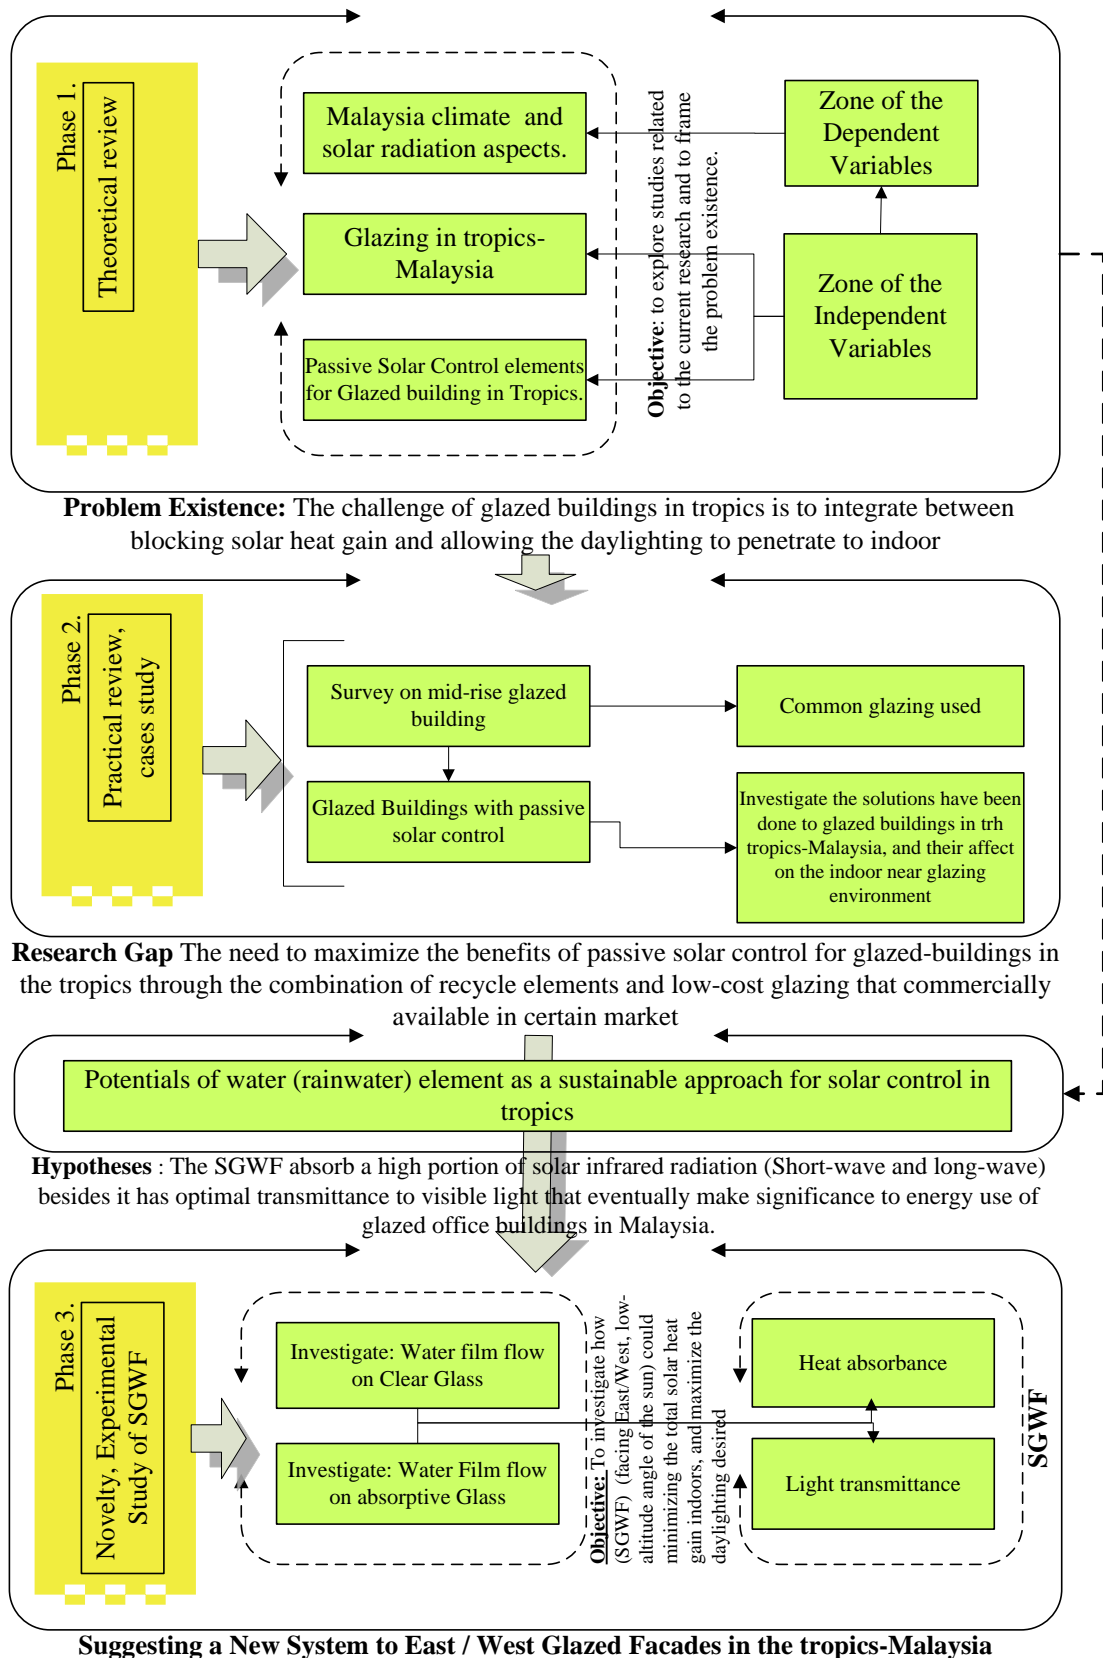 Phase 1.
Theoretical review
Malaysia climate and
solar radiation aspects.
Glazing in tropics-
Malaysia
Passive Solar Control elements
for Glazed building in Tropics.
Objective: to explore studies related
to the current research and to frame
the problem existence.
Zone of the
Dependent
Variables
Zone of the
Independent
Variables
Problem Existence: The challenge of glazed buildings in tropics is to integrate between
blocking solar heat gain and allowing the daylighting to penetrate to indoor
Phase 2.
Practical review,
cases study
Survey on mid-rise glazed
building
Common glazing used
Glazed Buildings with passive
solar control
Investigate the solutions have been
done to glazed buildings in trh
tropics-Malaysia, and their affect
on the indoor near glazing
environment
Research Gap The need to maximize the benefits of passive solar control for glazed-buildings in
the tropics through the combination of recycle elements and low-cost glazing that commercially
available in certain market
Potentials of water (rainwater) element as a sustainable approach for solar control in
tropics
Hypotheses : The SGWF absorb a high portion of solar infrared radiation (Short-wave and long-wave)
besides it has optimal transmittance to visible light that eventually make significance to energy use of
glazed office buildings in Malaysia.
Phase 3.
Novelty, Experimental
Study of SGWF
Investigate: Water film flow
on Clear Glass
Investigate: Water Film flow
on absorptive Glass
Objective: To investigate how
(SGWF) (facing East/West, low-
altitude angle of the sun) could
minimizing the total solar heat
gain indoors, and maximize the
daylighting desired
Heat absorbance
Light transmittance
SGWF
Suggesting a New System to East / West Glazed Facades in the tropics-Malaysia